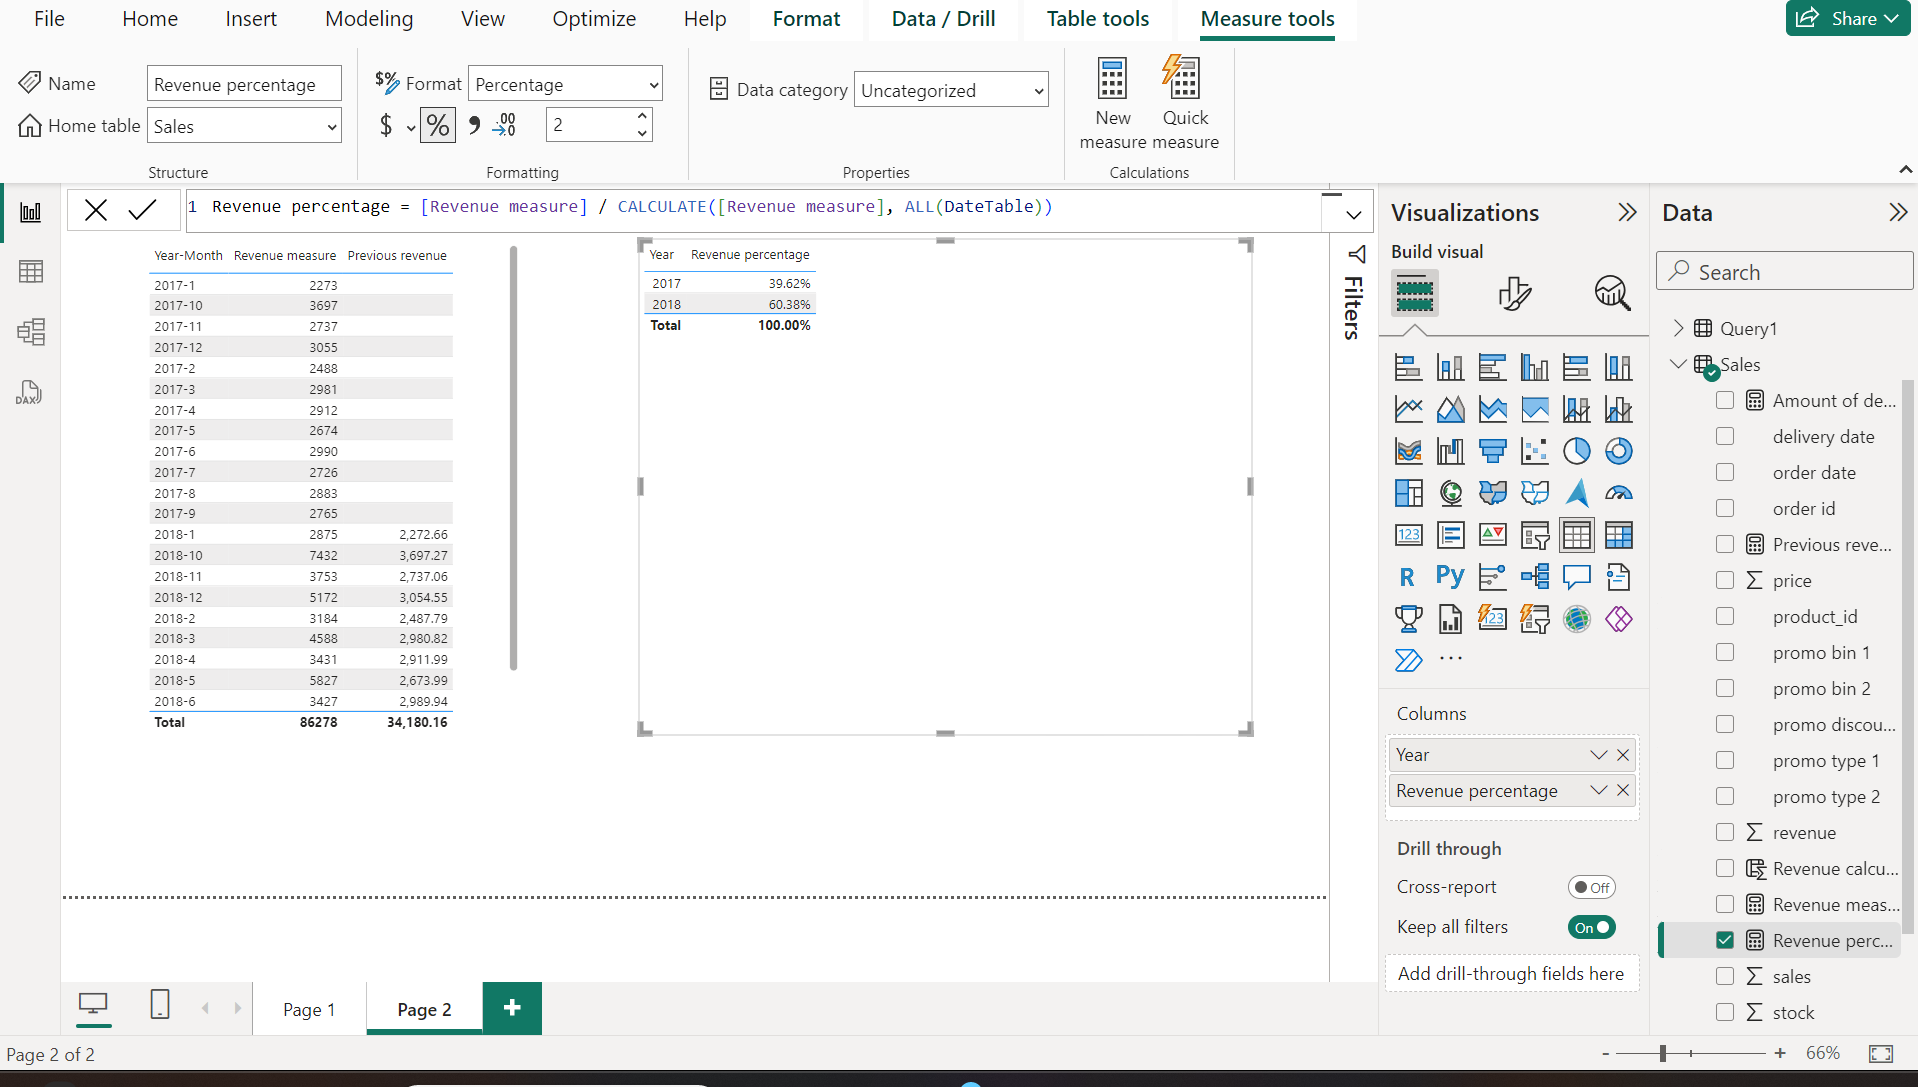 File Home Insert Modeling View Optimize Help Format Data / Drill Table tools Measure tools Share
Name Revenue percentage
Home table Sales
Structure
$% Format Percentage
$ % 2
Formatting
Data category Uncategorized
Properties
New measure
Quick measure
Calculations
1 Revenue percentage = [Revenue measure] / CALCULATE([Revenue measure], ALL(DateTable))
Year-Month Revenue measure Previous revenue
2017-1 2273
2017-10 3697
2017-11 2737
2017-12 3055
2017-2 2488
2017-3 2981
2017-4 2912
2017-5 2674
2017-6 2990
2017-7 2726
2017-8 2883
2017-9 2765
2018-1 2875 2,272.66
2018-10 7432 3,697.27
2018-11 3753 2,737.06
2018-12 5172 3,054.55
2018-2 3184 2,487.79
2018-3 4588 2,980.82
2018-4 3431 2,911.99
2018-5 5827 2,673.99
2018-6 3427 2,989.94
Total 86278 34,180.16
Year Revenue percentage
2017 39.62%
2018 60.38%
Total 100.00%
Filters
DAX
Visualizations
Build visual
123
R Py
123
...
Columns
Year
Revenue percentage
Drill through
Cross-report Off
Keep all filters On
Add drill-through fields here
Data
Search
Query1
Sales
Amount of de...
delivery date
order date
order id
Previous reve...
price
product_id
promo bin 1
promo bin 2
promo discou...
promo type 1
promo type 2
revenue
Revenue calcu...
Revenue meas...
Revenue perc...
sales
stock
Page 1
Page 2
+
Page 2 of 2
- + 66%